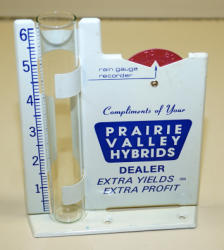 6
5
4
3
2
1
rain gauge
recorder
Compliments of Your
PRAIRIE
VALLEY
HYBRIDS
DEALER
EXTRA YIELDS
EXTRA PROFIT